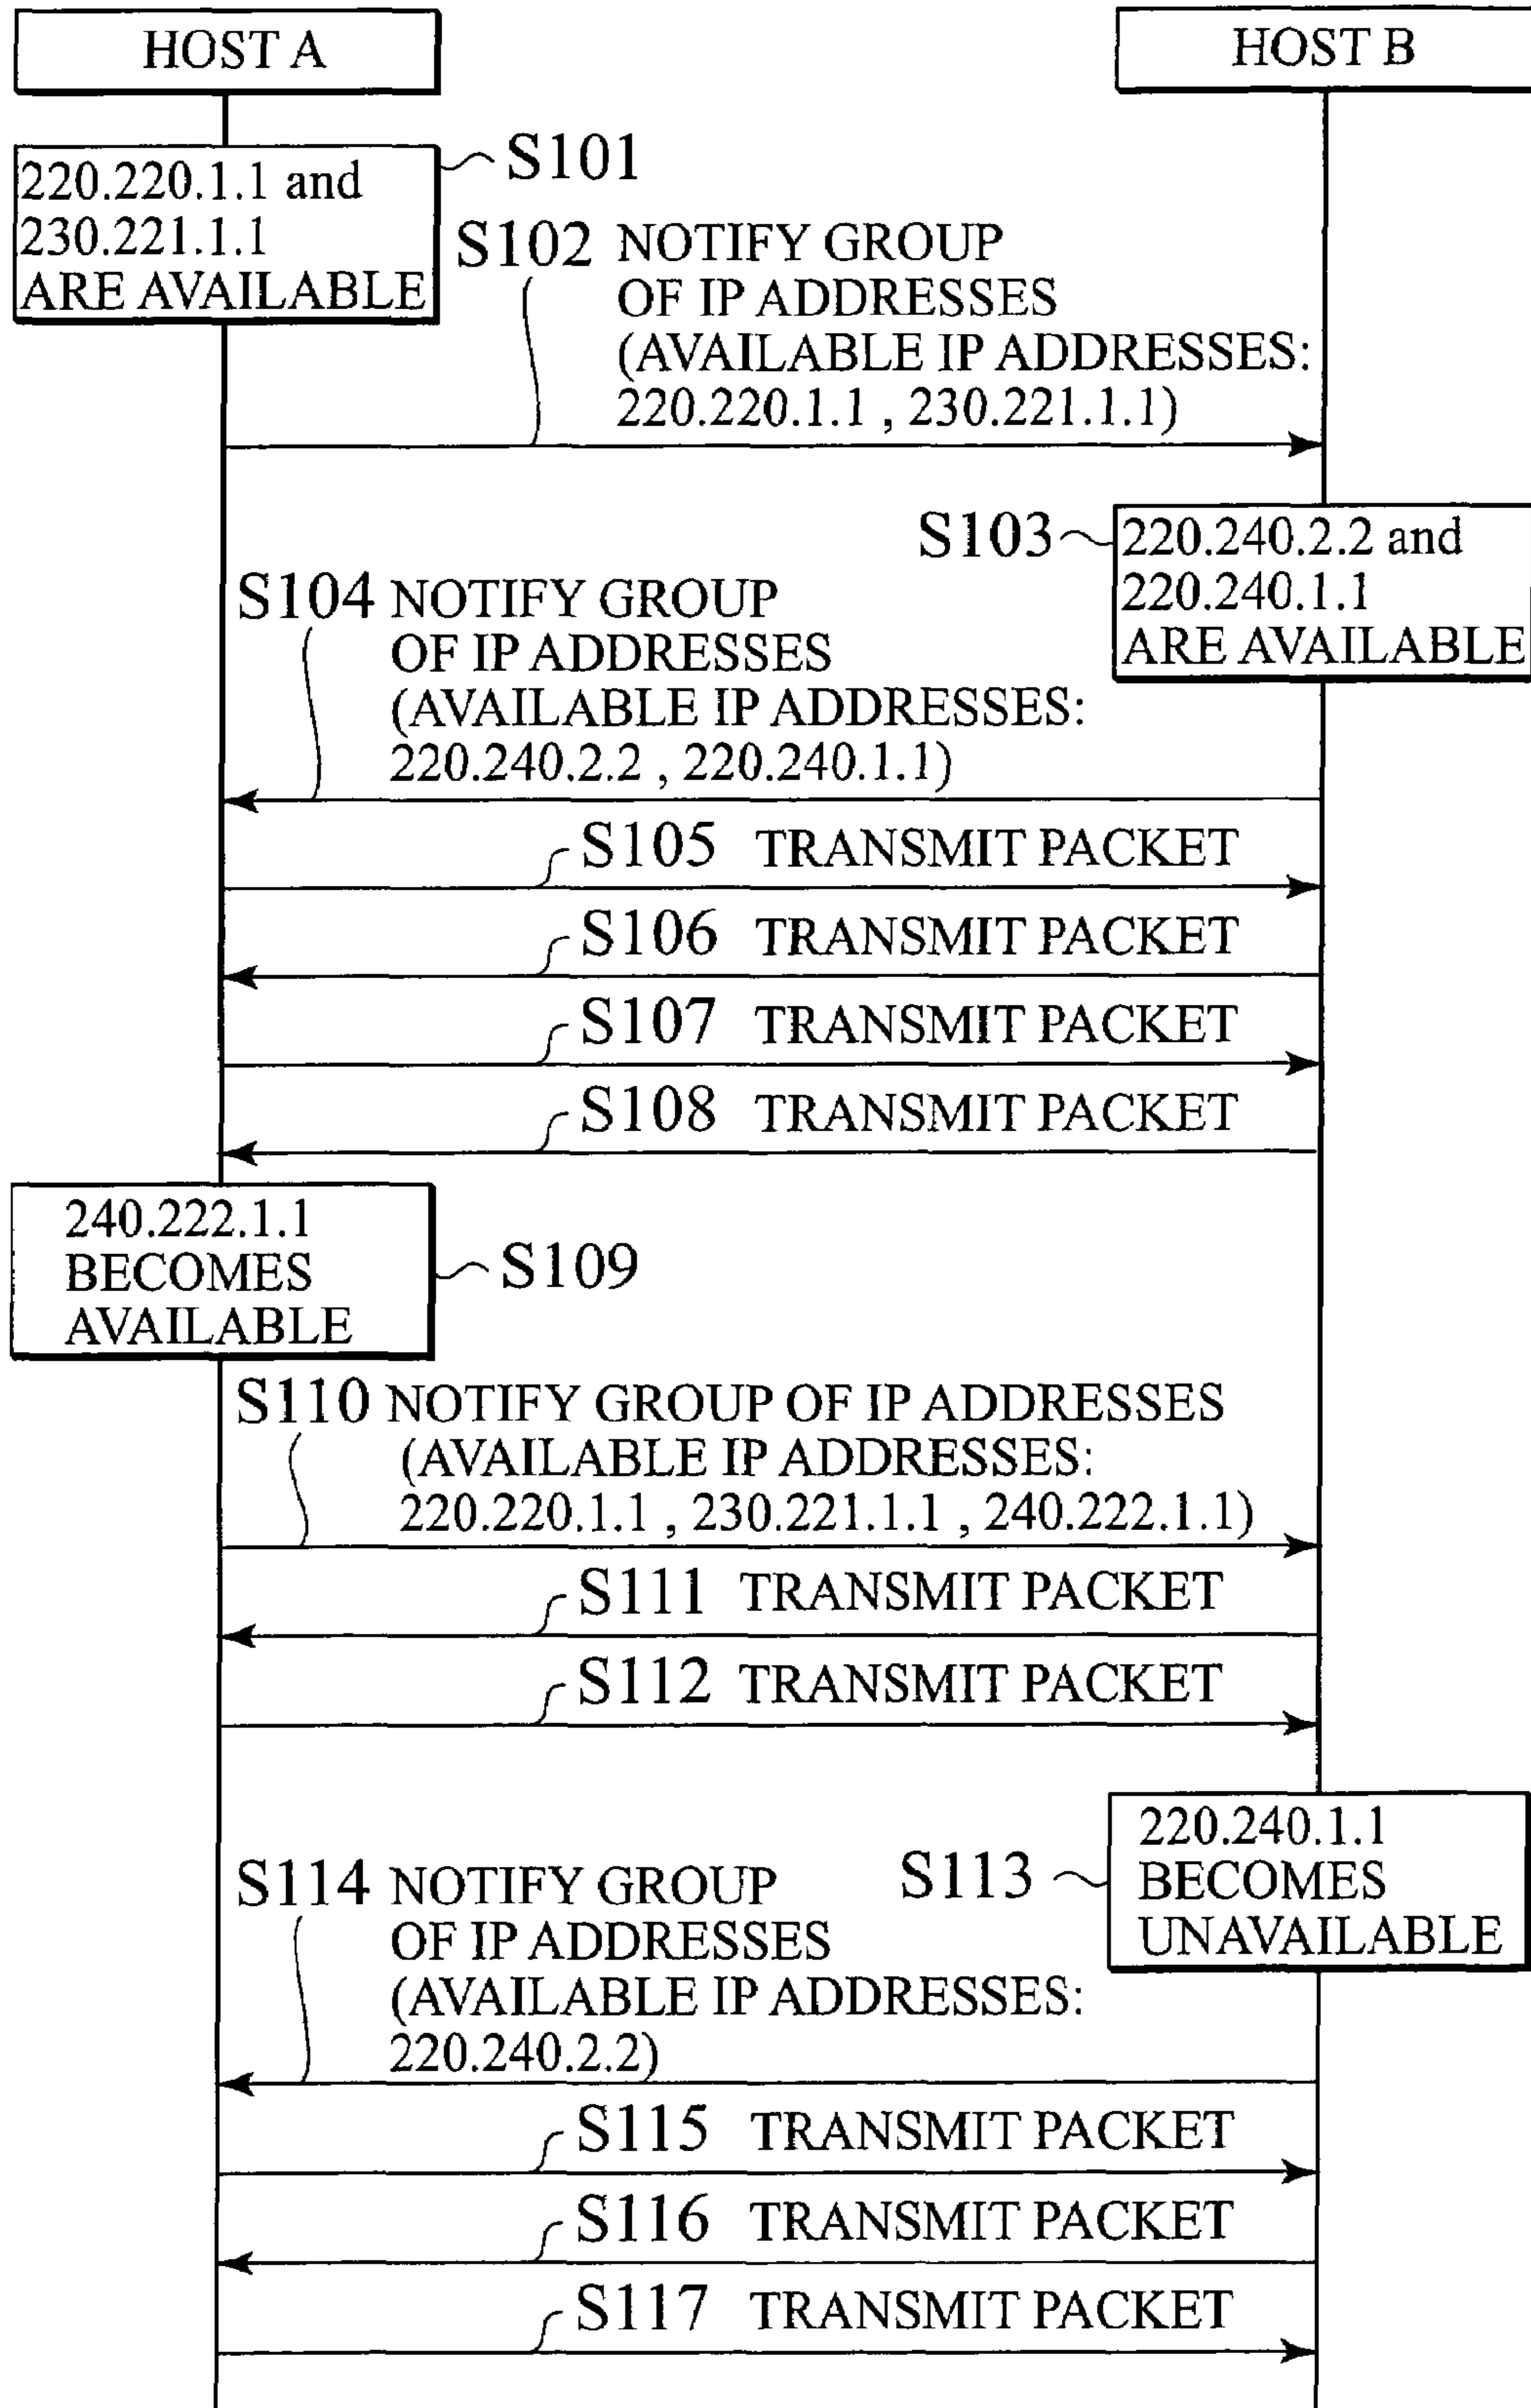 HOST A
HOST B
220.220.1.1 and
230.221.1.1
ARE AVAILABLE
S101
S102 NOTIFY GROUP
OF IP ADDRESSES
(AVAILABLE IP ADDRESSES:
220.220.1.1 , 230.221.1.1)
S103
220.240.2.2 and
220.240.1.1
ARE AVAILABLE
S104 NOTIFY GROUP
OF IP ADDRESSES
(AVAILABLE IP ADDRESSES:
220.240.2.2 , 220.240.1.1)
S105 TRANSMIT PACKET
S106 TRANSMIT PACKET
S107 TRANSMIT PACKET
S108 TRANSMIT PACKET
240.222.1.1
BECOMES
AVAILABLE
S109
S110 NOTIFY GROUP OF IP ADDRESSES
(AVAILABLE IP ADDRESSES:
220.220.1.1 , 230.221.1.1 , 240.222.1.1)
S111 TRANSMIT PACKET
S112 TRANSMIT PACKET
S113
220.240.1.1
BECOMES
UNAVAILABLE
S114 NOTIFY GROUP
OF IP ADDRESSES
(AVAILABLE IP ADDRESSES:
220.240.2.2)
S115 TRANSMIT PACKET
S116 TRANSMIT PACKET
S117 TRANSMIT PACKET